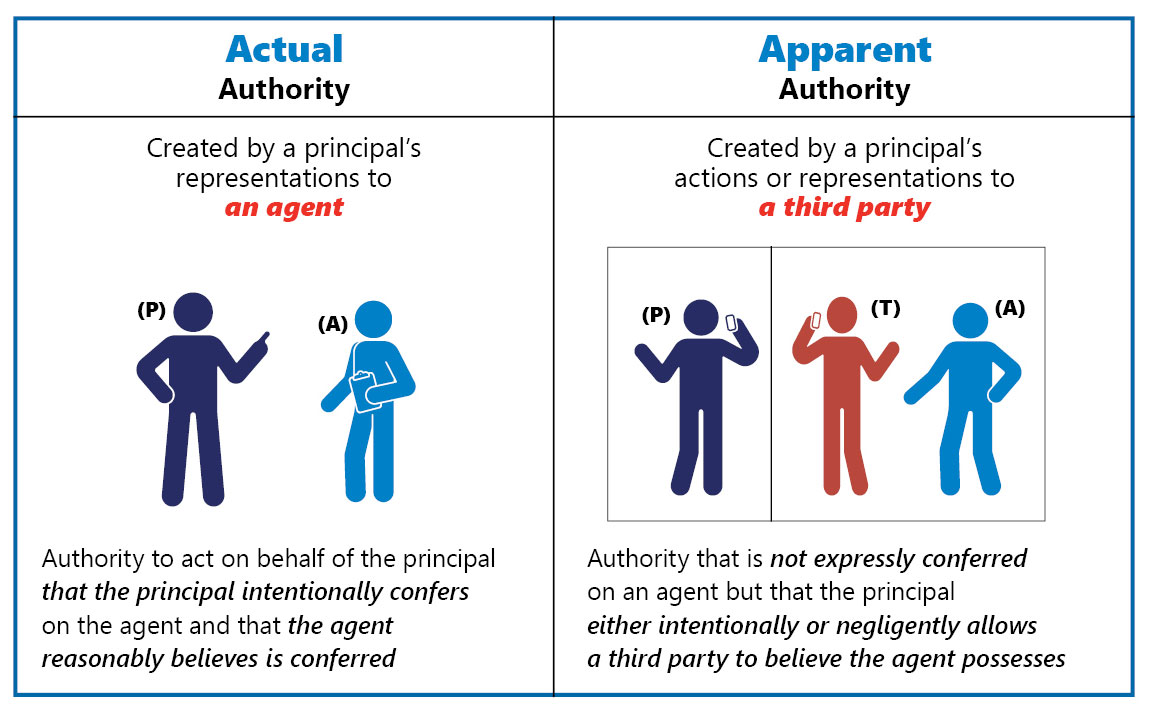 Actual
Authority
Created by a principal’s
representations to
an agent
(P)
(A)
Authority to act on behalf of the principal
that the principal intentionally confers
on the agent and that the agent
reasonably believes is conferred
Apparent
Authority
Created by a principal’s
actions or representations to
a third party
(P)
(T)
(A)
Authority that is not expressly conferred
on an agent but that the principal
either intentionally or negligently allows
a third party to believe the agent possesses